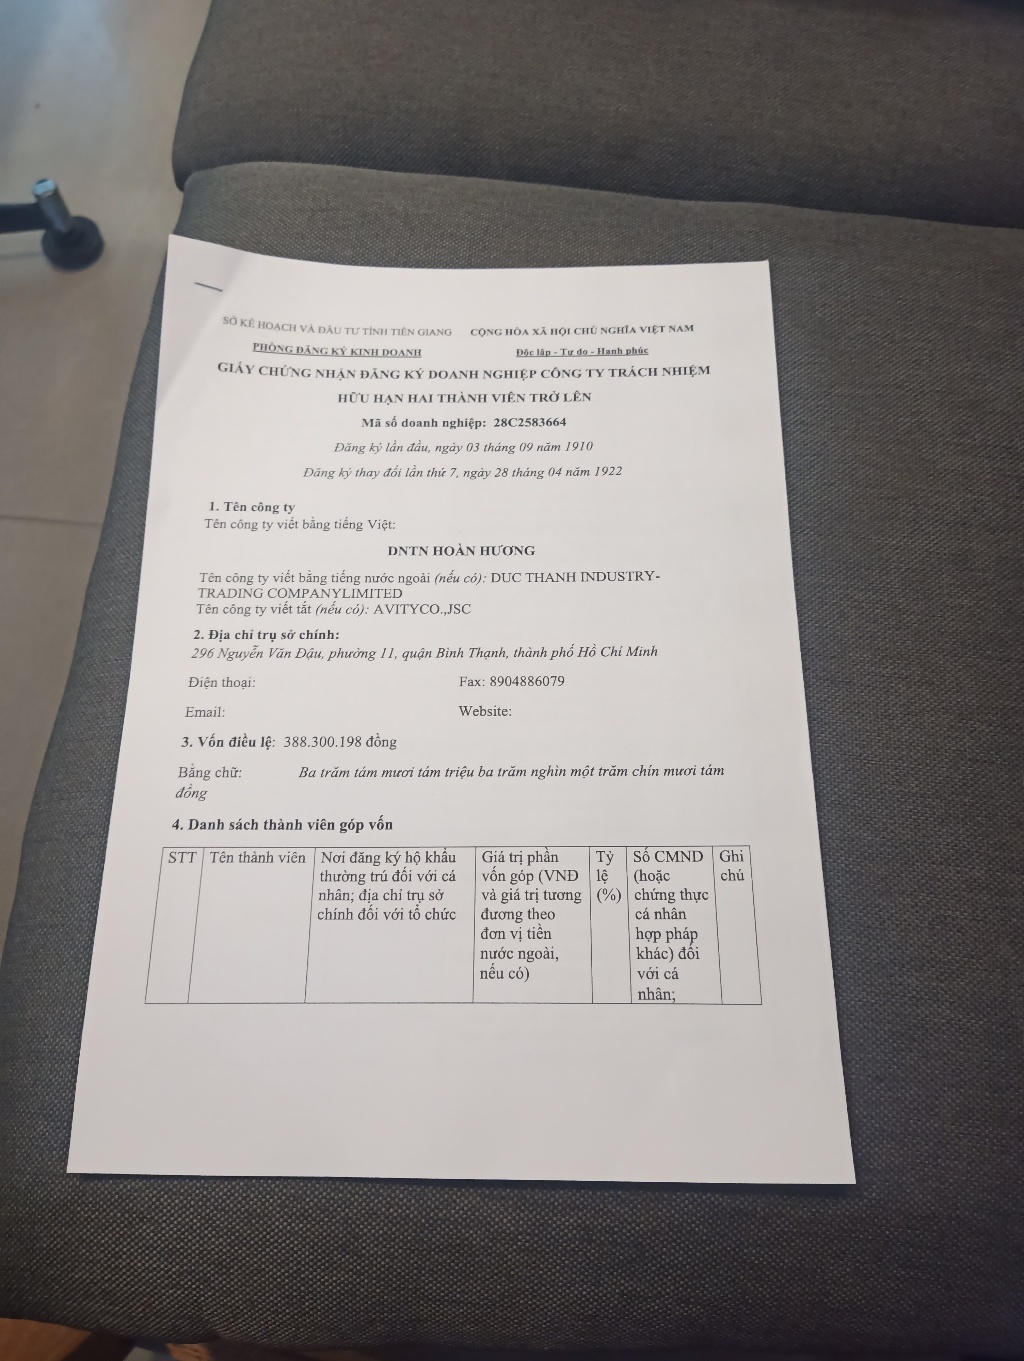 SỞ KẾ HOẠCH VÀ ĐẦU TƯ TỈNH TIỀN GIANG CỘNG HÒA XÃ HỘI CHỦ NGHĨA VIỆT NAM
PHÒNG ĐĂNG KÝ KINH DOANH Độc lập - Tự do - Hạnh phúc
GIẤY CHỨNG NHẬN ĐĂNG KÝ DOANH NGHIỆP CÔNG TY TRÁCH NHIỆM
HỮU HẠN HAI THÀNH VIÊN TRỞ LÊN
Mã số doanh nghiệp: 28C2583664
Đăng ký lần đầu, ngày 03 tháng 09 năm 1910
Đăng ký thay đổi lần thứ 7, ngày 28 tháng 04 năm 1922
1. Tên công ty
Tên công ty viết bằng tiếng Việt:
DNTN HOÀN HƯƠNG
Tên công ty viết bằng tiếng nước ngoài (nếu có): DUC THANH INDUSTRY-
TRADING COMPANYLIMITED
Tên công ty viết tắt (nếu có): AVITYCO.,JSC
2. Địa chỉ trụ sở chính:
296 Nguyễn Văn Đậu, phường 11, quận Bình Thạnh, thành phố Hồ Chí Minh
Điện thoại: Fax: 8904886079
Email: Website:
3. Vốn điều lệ: 388.300.198 đồng
Bằng chữ: Ba trăm tám mươi tám triệu ba trăm nghìn một trăm chín mươi tám
đồng
4. Danh sách thành viên góp vốn
STT Tên thành viên Nơi đăng ký hộ khẩu Giá trị phần Tỷ Số CMND Ghi
thường trú đối với cá vốn góp (VNĐ lệ (hoặc chú
nhân; địa chỉ trụ sở và giá trị tương (%) chứng thực
chính đối với tổ chức đương theo cá nhân
đơn vị tiền hợp pháp
nước ngoài, khác) đối
nếu có) với cá
nhân;